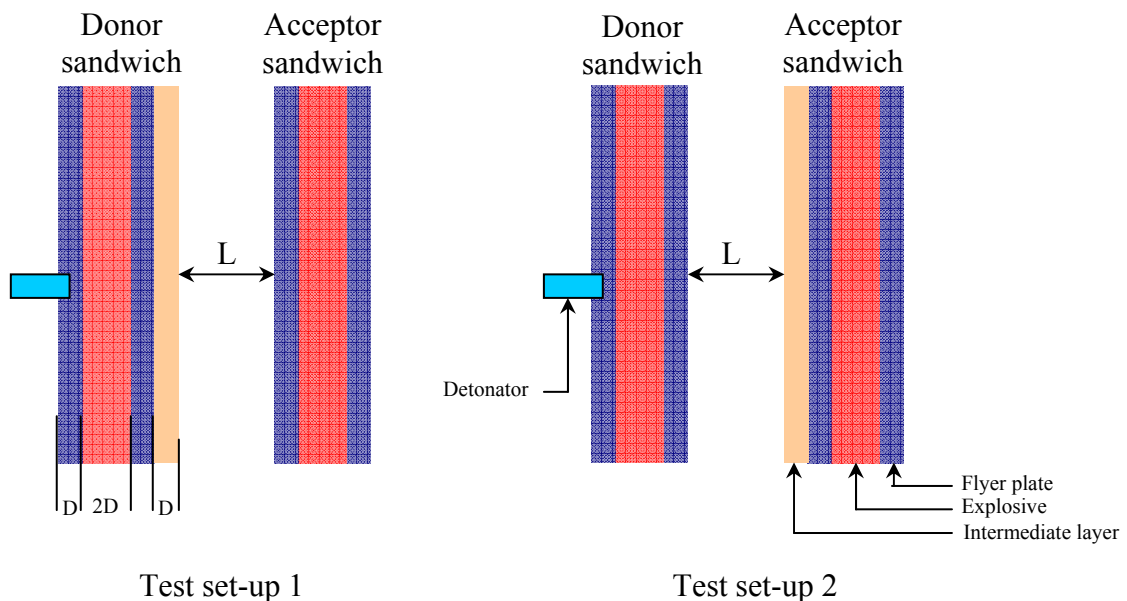 Donor
sandwich
Acceptor
sandwich
L
D
2D
D
Test set-up 1
Donor
sandwich
Acceptor
sandwich
L
Detonator
Flyer plate
Explosive
Intermediate layer
Test set-up 2